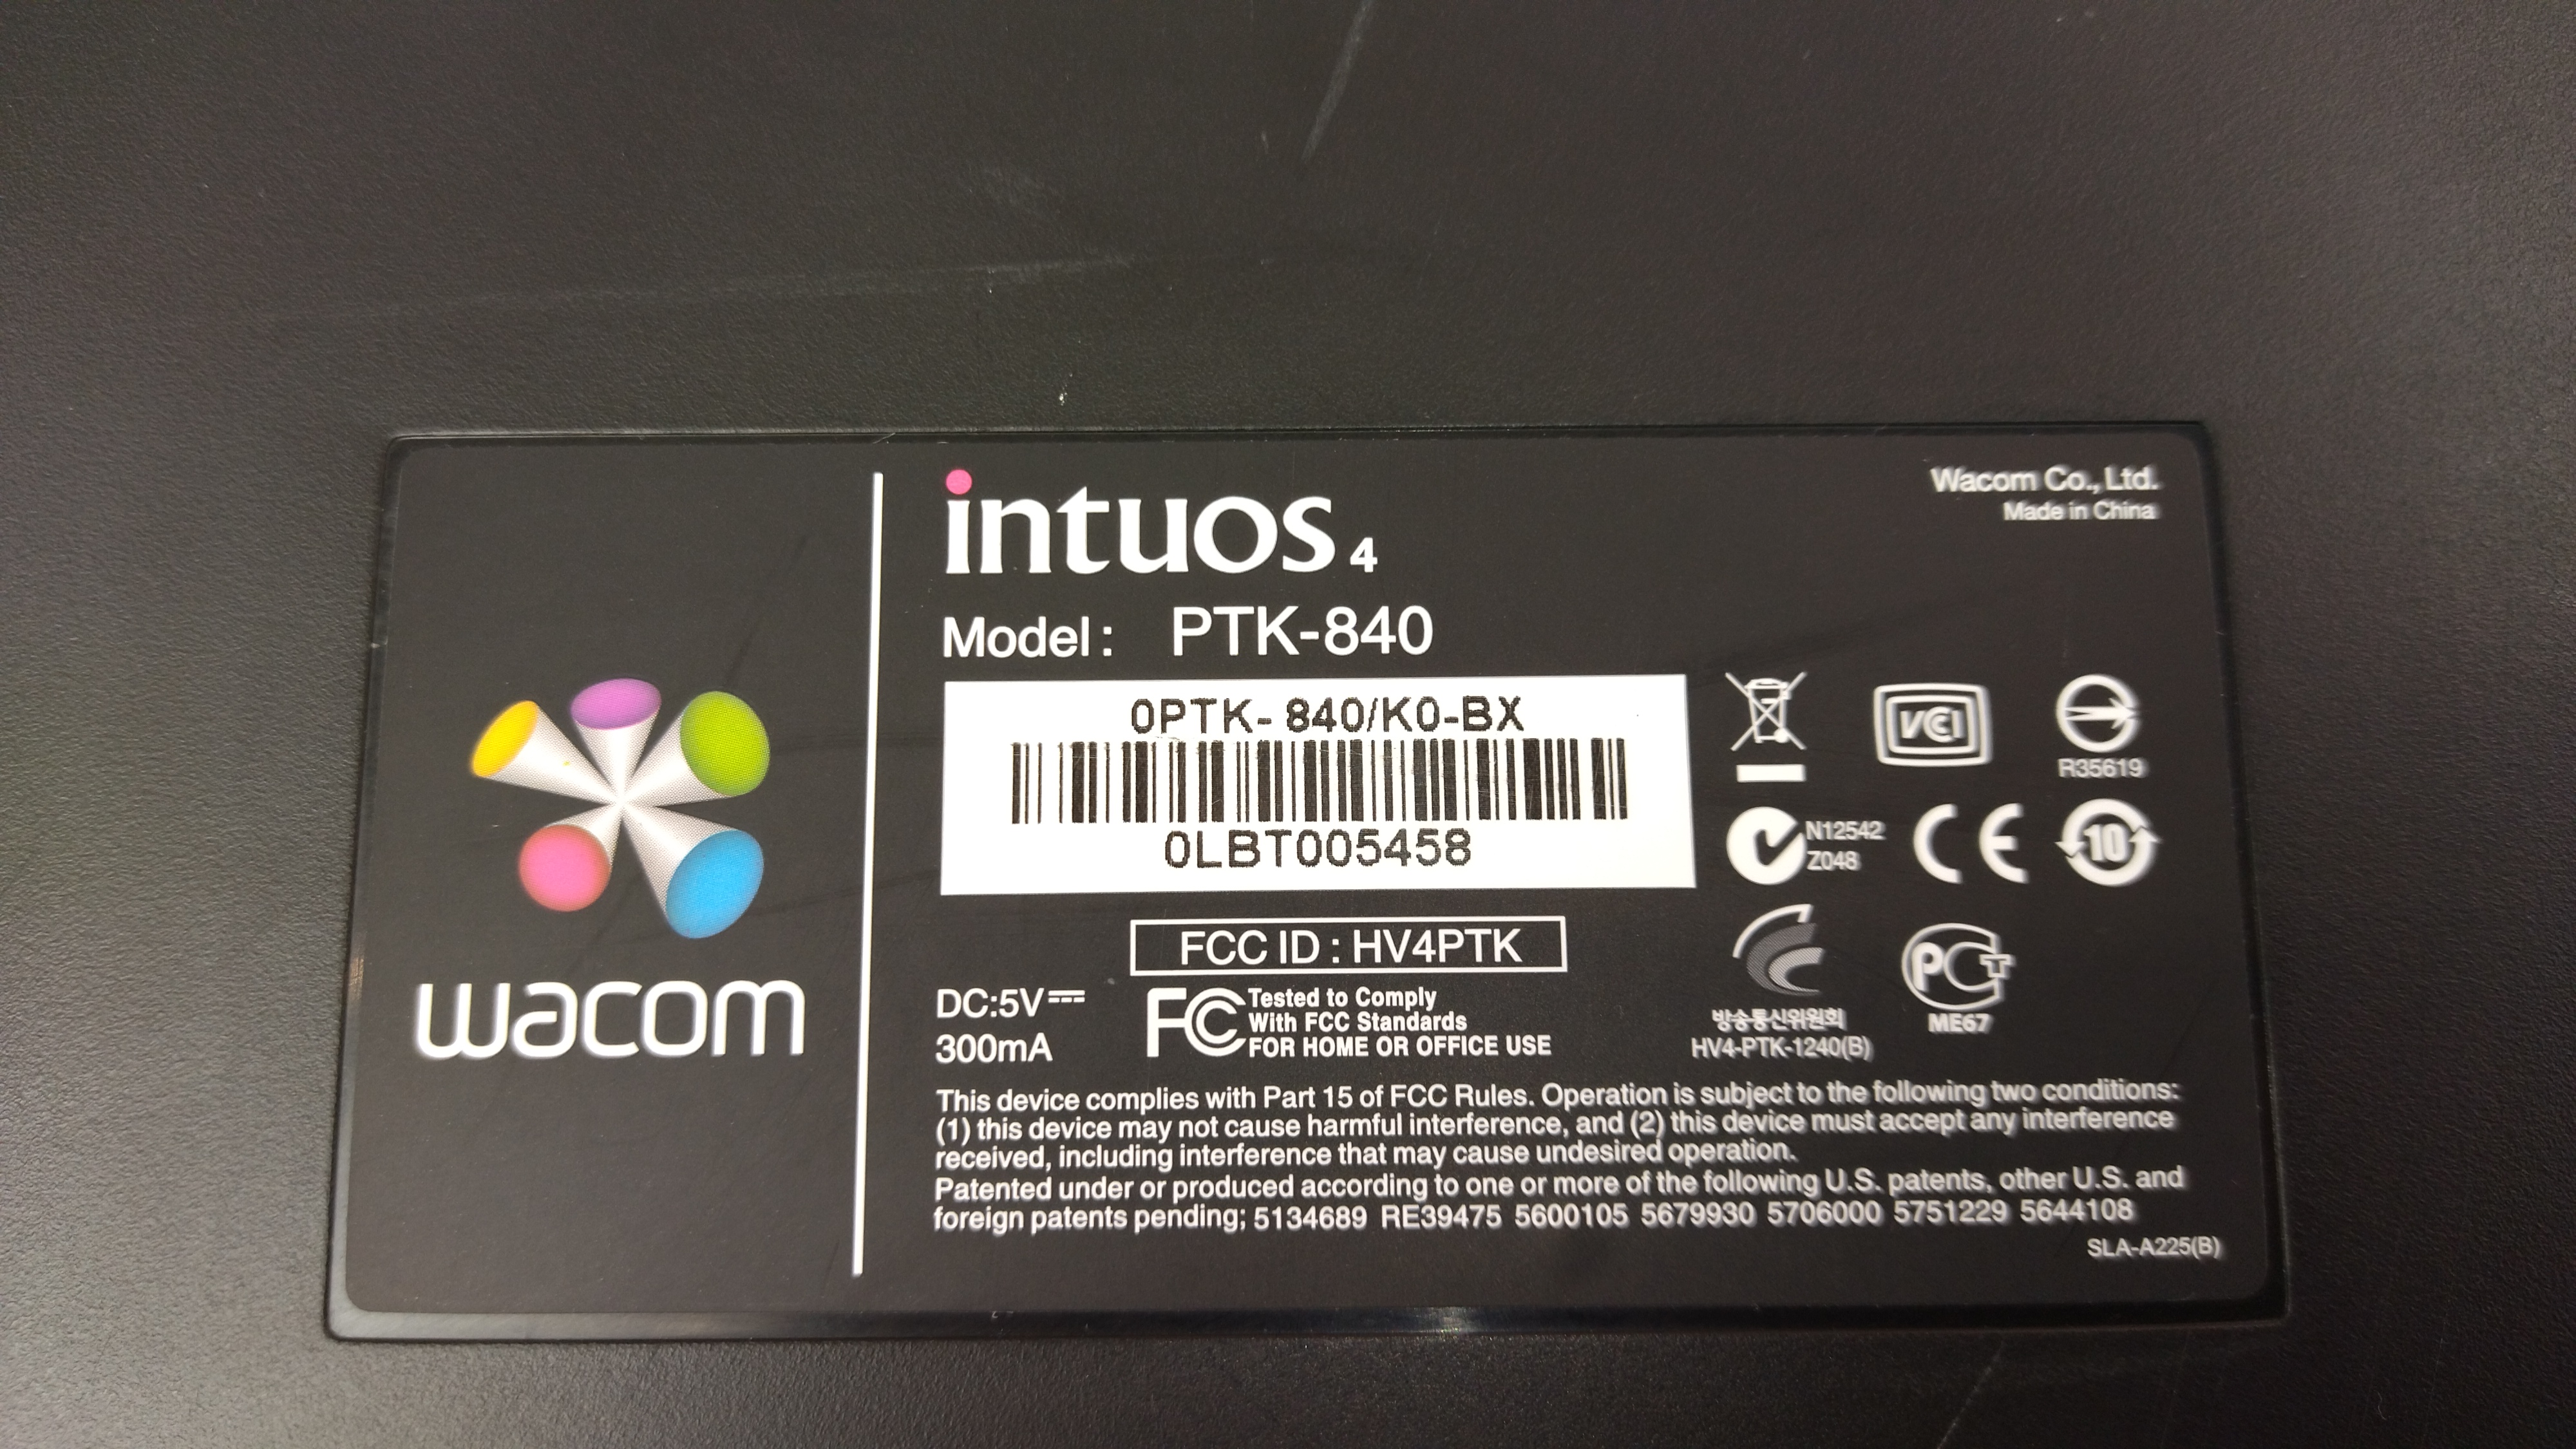 intuos4
Wacom Co., Ltd.
Made in China
Model: PTK-840
0PTK-840/K0-BX
0LBT005458
VCI
R35619
N12542
Z048
CE
10
FCC ID : HV4PTK
DC:5V
300mA
FC Tested to Comply
With FCC Standards
FOR HOME OR OFFICE USE
방송통신위원회
HV4-PTK-1240(B)
PCT
ME67
wacom
This device complies with Part 15 of FCC Rules. Operation is subject to the following two conditions:
(1) this device may not cause harmful interference, and (2) this device must accept any interference
received, including interference that may cause undesired operation.
Patented under or produced according to one or more of the following U.S. patents, other U.S. and
foreign patents pending; 5134689 RE39475 5600105 5679930 5706000 5751229 5644108
SLA-A225(B)